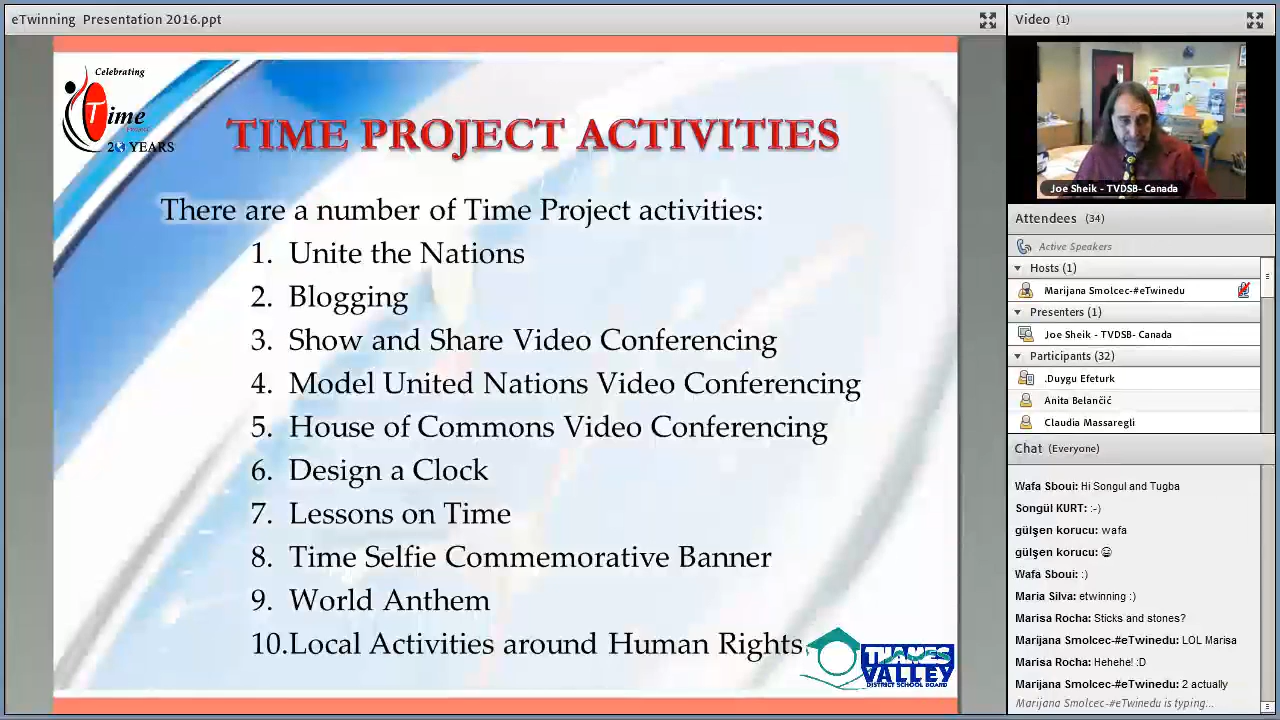 eTwinning Presentation 2016.ppt
Celebrating
Time
20 YEARS
TIME PROJECT ACTIVITIES
There are a number of Time Project activities:
1. Unite the Nations
2. Blogging
3. Show and Share Video Conferencing
4. Model United Nations Video Conferencing
5. House of Commons Video Conferencing
6. Design a Clock
7. Lessons on Time
8. Time Selfie Commemorative Banner
9. World Anthem
10.Local Activities around Human Rights
THAMES
VALLEY
DISTRICT SCHOOL BOARD
Video (1)
Joe Sheik - TVDSB- Canada
Attendees (34)
Active Speakers
Hosts (1)
Marijana Smolcec-#eTwinedu
Presenters (1)
Joe Sheik - TVDSB- Canada
Participants (32)
.Duygu Efeturk
Anita Belančić
Claudia Massaregli
Chat (Everyone)
Wafa Sboui: Hi Songul and Tugba
Songül KURT: :-)
gülşen korucu: wafa
gülşen korucu: 😀
Wafa Sboui: :)
Maria Silva: etwinning :)
Marisa Rocha: Sticks and stones?
Marijana Smolcec-#eTwinedu: LOL Marisa
Marisa Rocha: Hehehe! :D
Marijana Smolcec-#eTwinedu: 2 actually
Marijana Smolcec-#eTwinedu is typing...